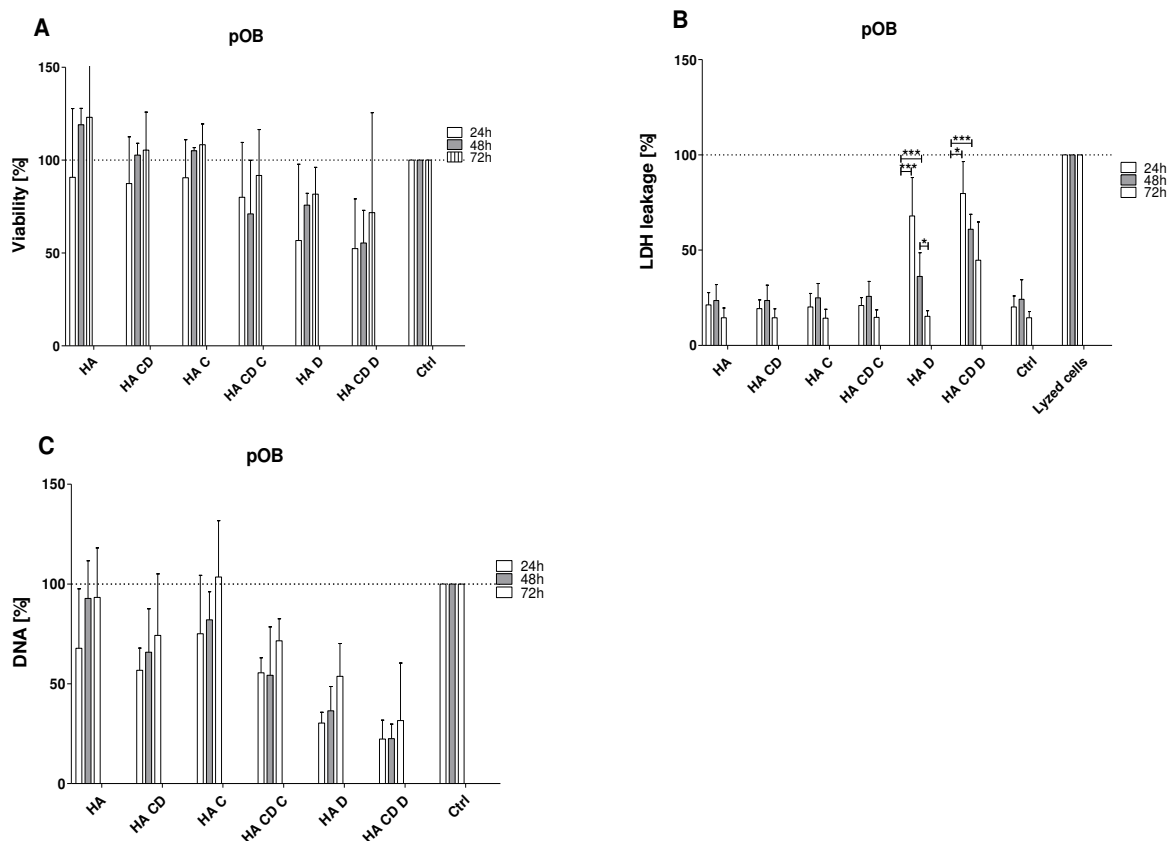 A
pOB
Viability [%]
150
100
50
0
HA
HA CD
HA C
HA CD C
HA D
HA CD D
Ctrl
24h
48h
72h
B
pOB
LDH leakage [%]
150
100
50
0
***
***
*
***
*
HA
HA CD
HA C
HA CD C
HA D
HA CD D
Ctrl
Lyzed cells
24h
48h
72h
C
pOB
DNA [%]
150
100
50
0
HA
HA CD
HA C
HA CD C
HA D
HA CD D
Ctrl
24h
48h
72h